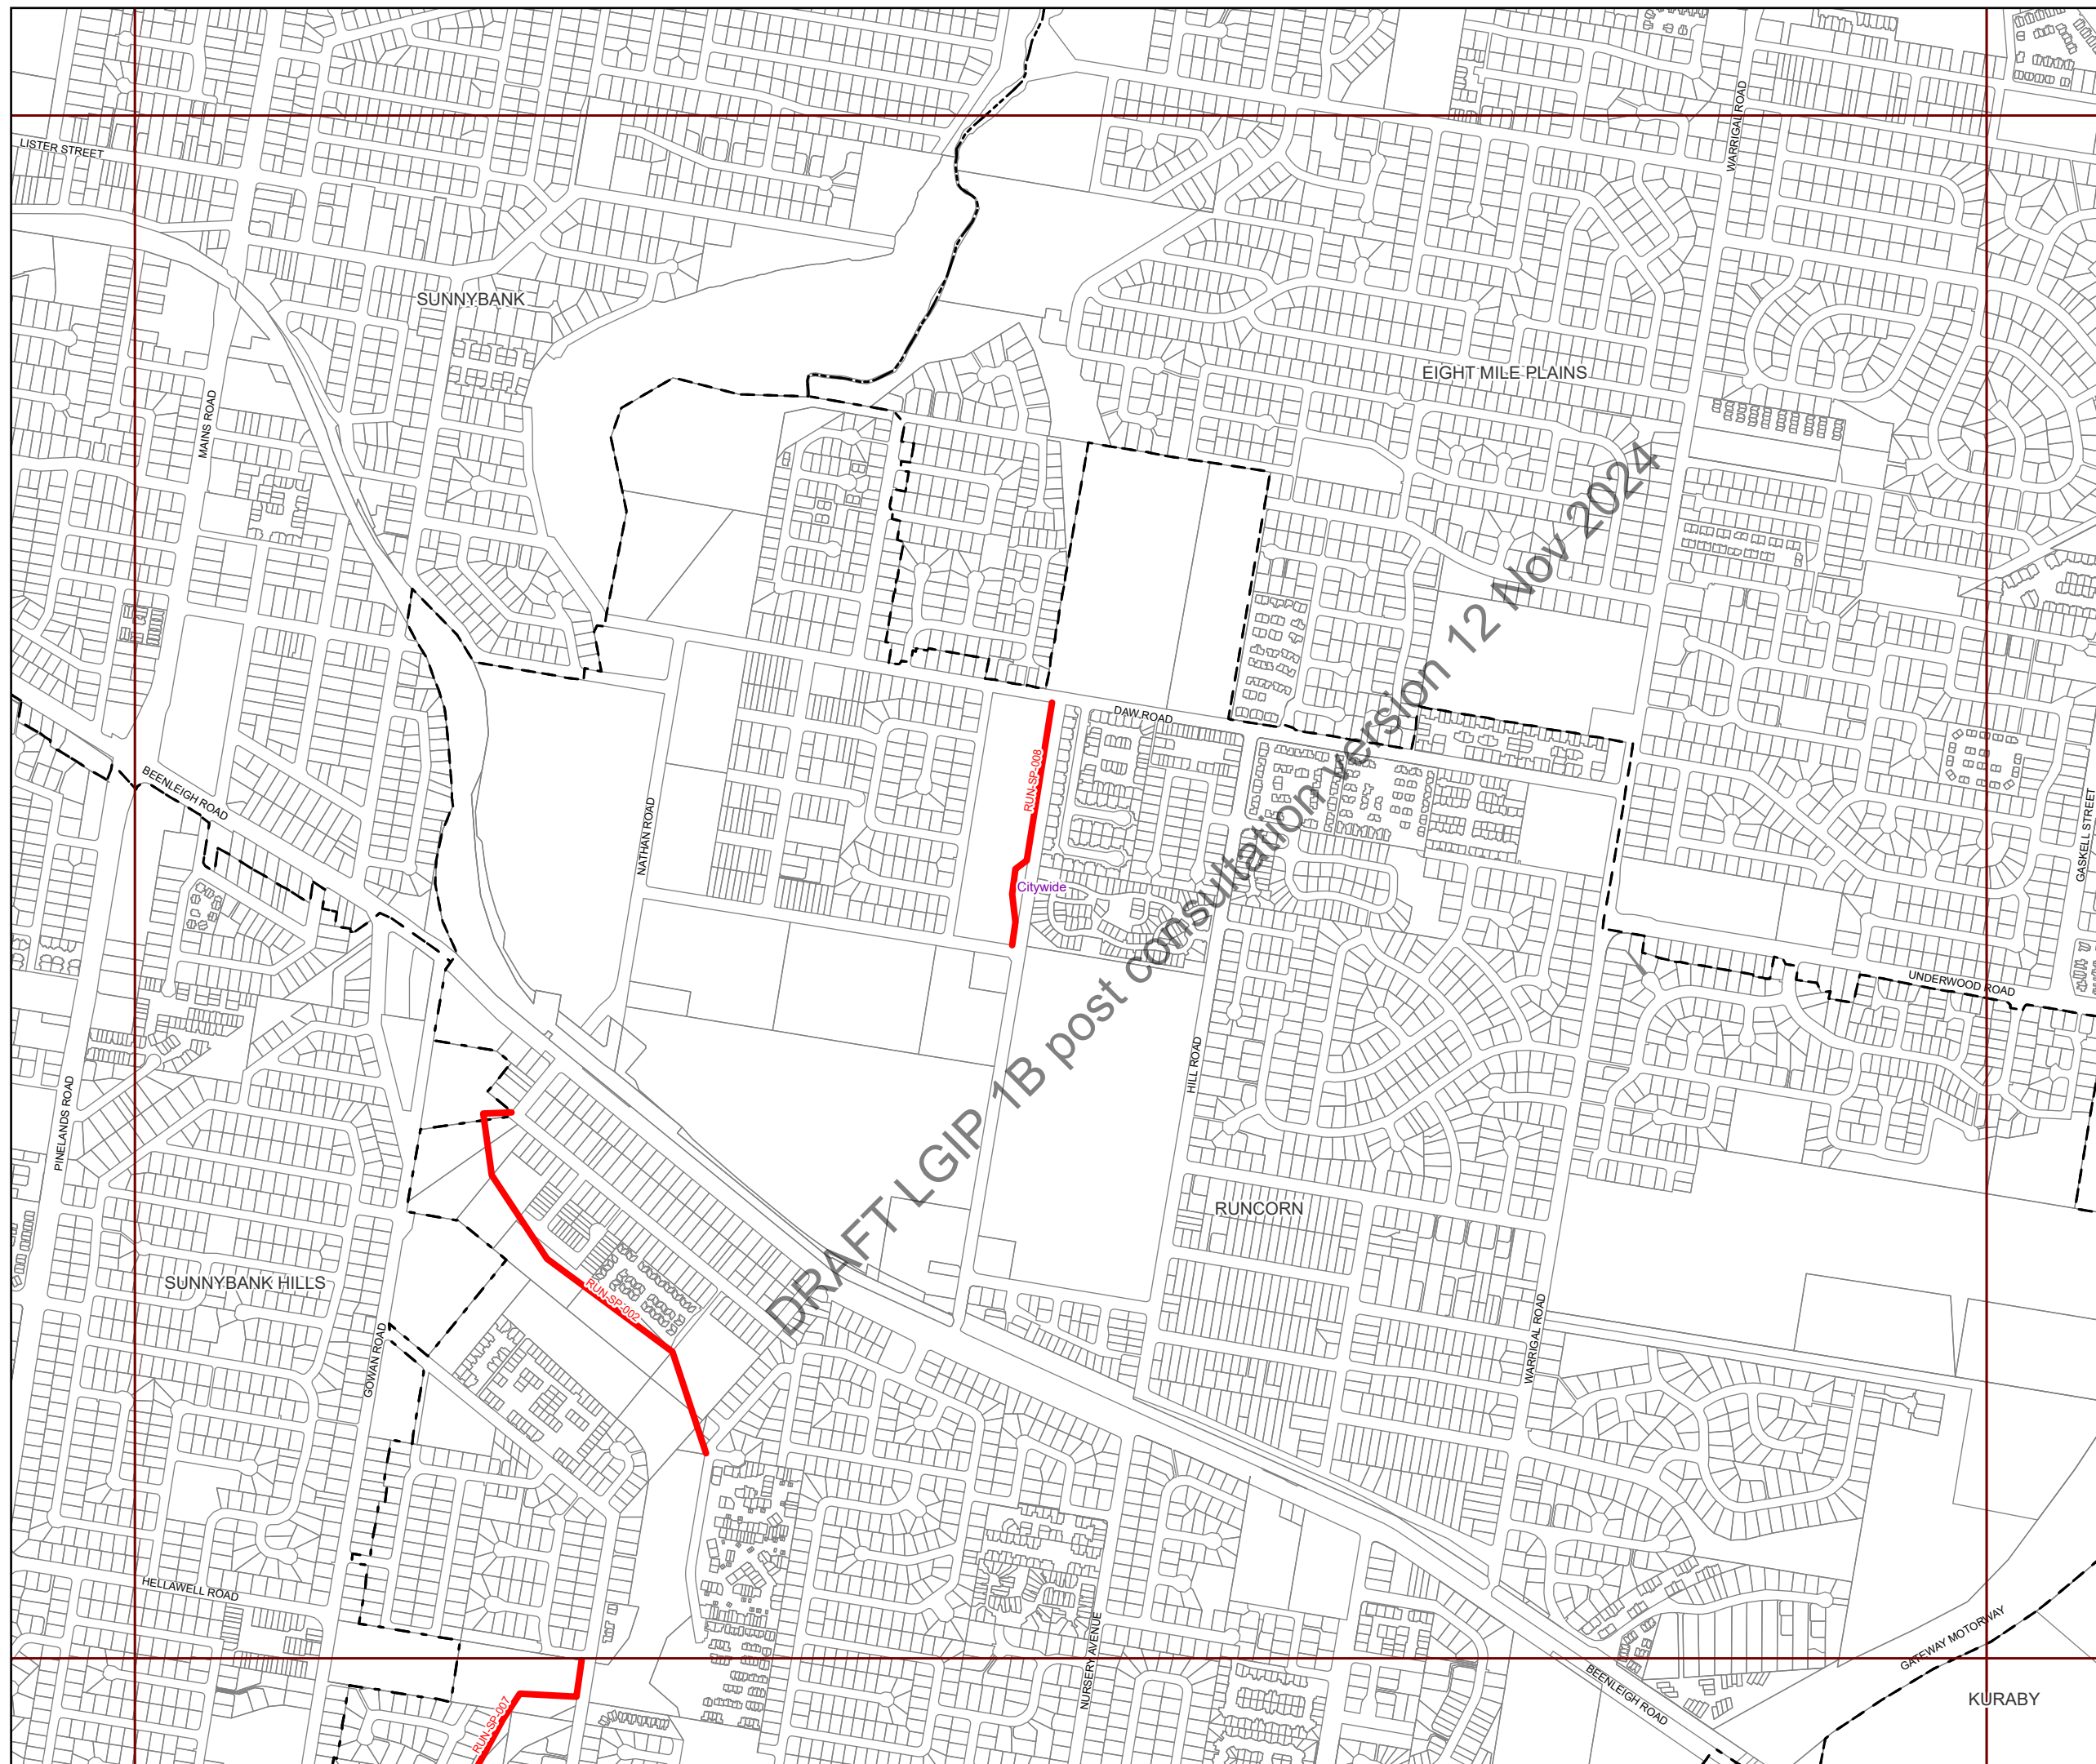 WARRIGAL ROAD
LISTER STREET
SUNNYBANK
EIGHT MILE PLAINS
MAINS ROAD
DAW ROAD
RUN-SP-008
BEENLEIGH ROAD
NATHAN ROAD
GASKELL STREET
Citywide
UNDERWOOD ROAD
DRAFT LGIP 1B post consultation version 12 Nov 2024
HILL ROAD
PINELANDS ROAD
RUNCORN
SUNNYBANK HILLS
RUN-SP-002
GOWAN ROAD
WARRIGAL ROAD
HELLAWELL ROAD
NURSERY AVENUE
GATEWAY MOTORWAY
BEENLEIGH ROAD
KURABY
RUN-SP-007